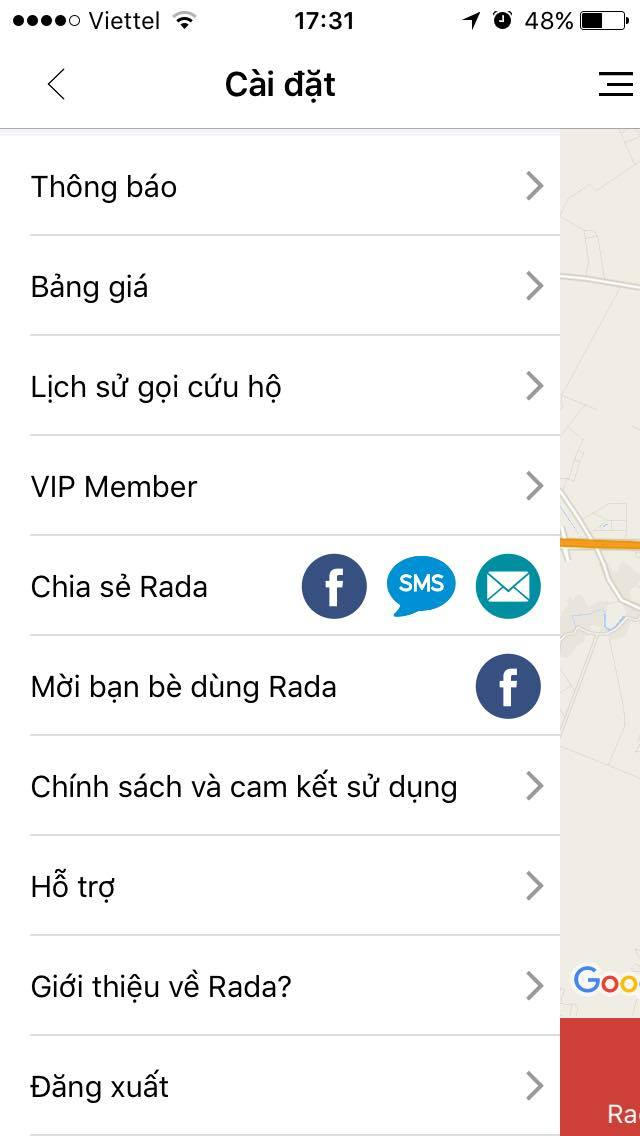 Viettel 17:31 48%
Cài đặt
Thông báo
Bảng giá
Lịch sử gọi cứu hộ
VIP Member
Chia sẻ Rada f SMS
Mời bạn bè dùng Rada f
Chính sách và cam kết sử dụng
Hỗ trợ
Giới thiệu về Rada?
Goo
Đăng xuất
Ra